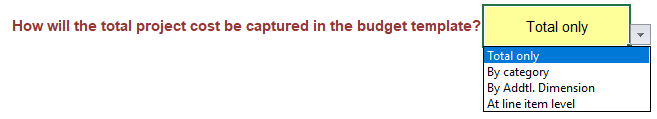 How will the total project cost be captured in the budget template? Total only
Total only
By category
By Addtl. Dimension
At line item level